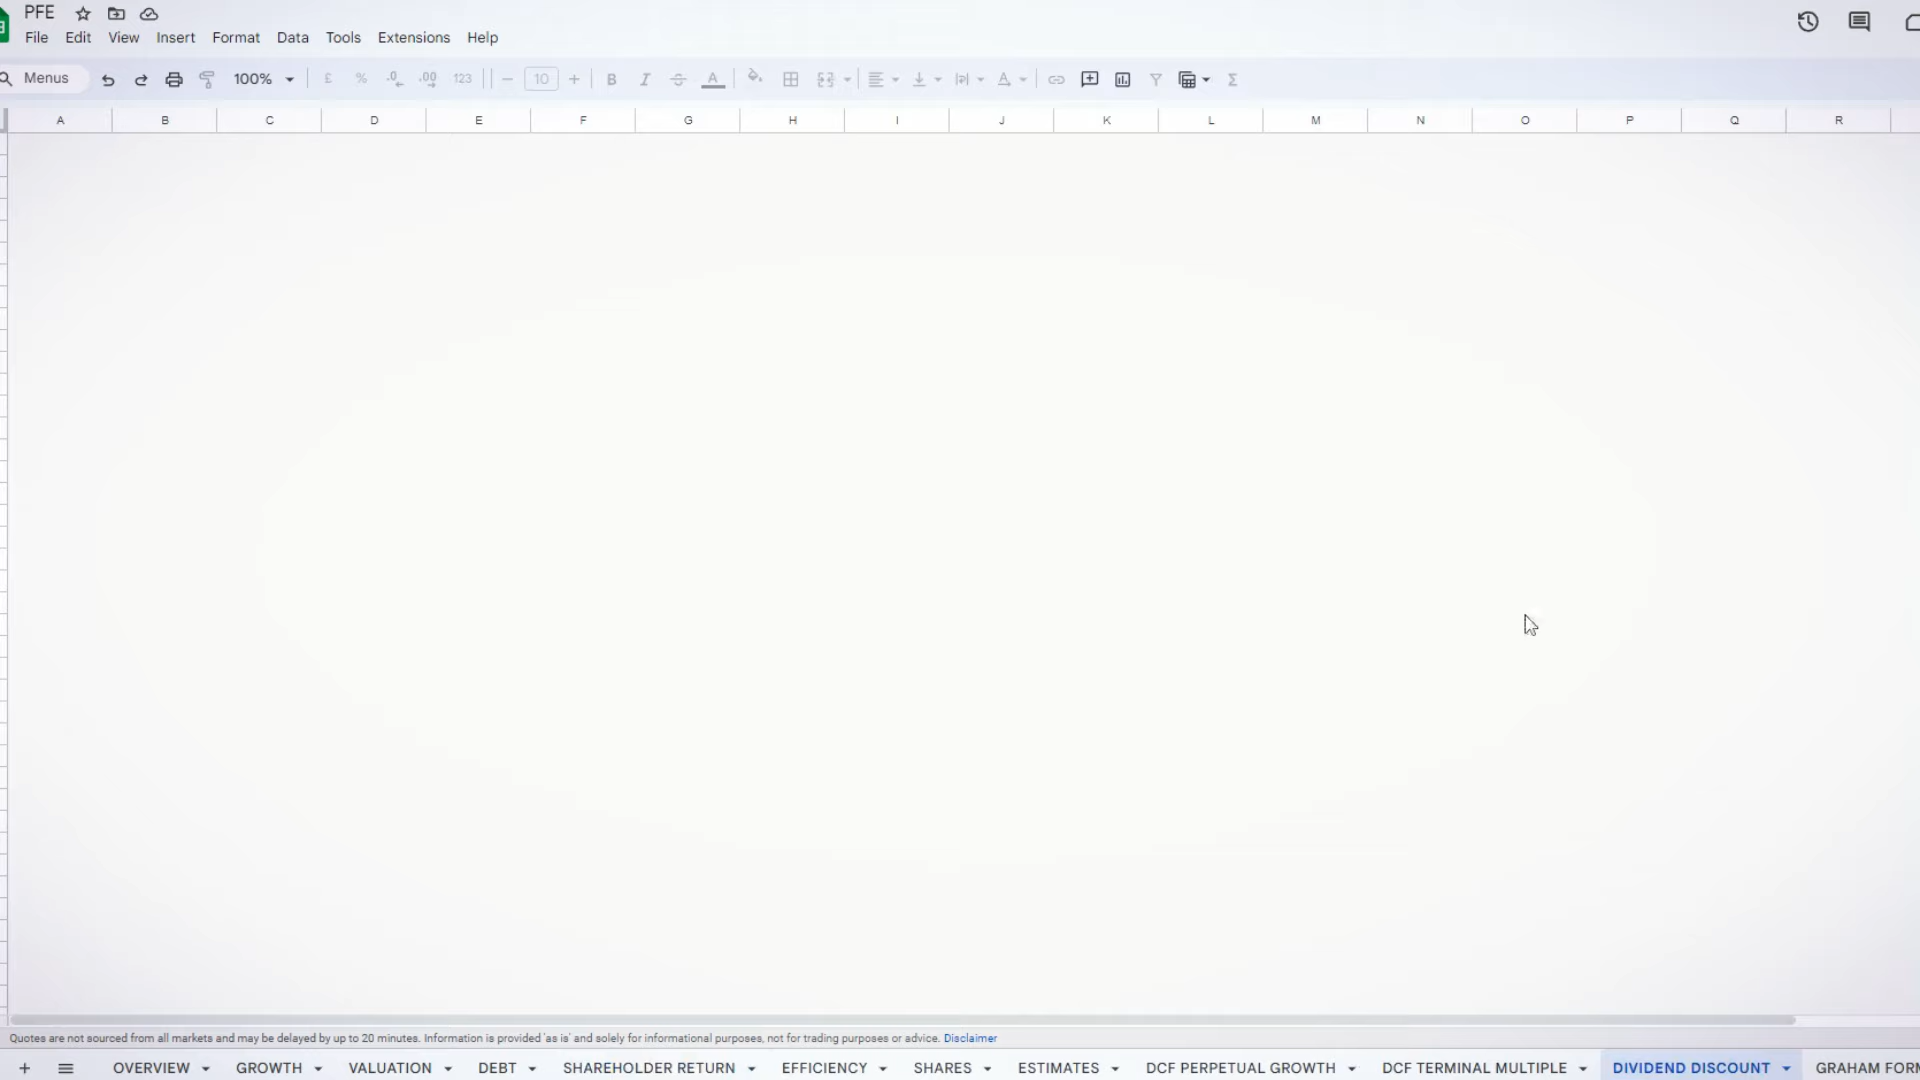 PFE
File Edit View Insert Format Data Tools Extensions Help
Menus 100% £ % .0 .00 123 10 B I S A
A B C D E F G H I J K L M N O P Q R
Quotes are not sourced from all markets and may be delayed by up to 20 minutes. Information is provided 'as is' and solely for informational purposes, not for trading purposes or advice. Disclaimer
OVERVIEW GROWTH VALUATION DEBT SHAREHOLDER RETURN EFFICIENCY SHARES ESTIMATES DCF PERPETUAL GROWTH DCF TERMINAL MULTIPLE DIVIDEND DISCOUNT GRAHAM FORM